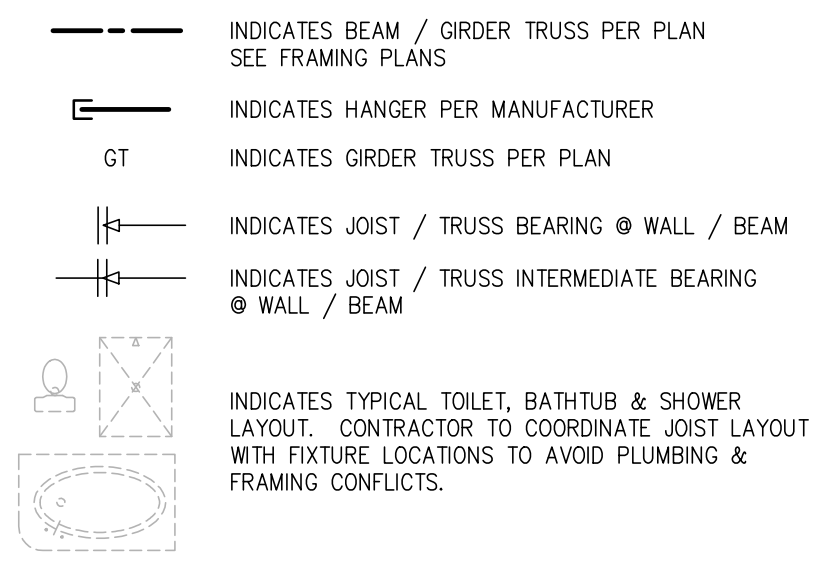 INDICATES BEAM / GIRDER TRUSS PER PLAN
SEE FRAMING PLANS
INDICATES HANGER PER MANUFACTURER
GT INDICATES GIRDER TRUSS PER PLAN
INDICATES JOIST / TRUSS BEARING @ WALL / BEAM
INDICATES JOIST / TRUSS INTERMEDIATE BEARING
@ WALL / BEAM
INDICATES TYPICAL TOILET, BATHTUB & SHOWER
LAYOUT. CONTRACTOR TO COORDINATE JOIST LAYOUT
WITH FIXTURE LOCATIONS TO AVOID PLUMBING &
FRAMING CONFLICTS.